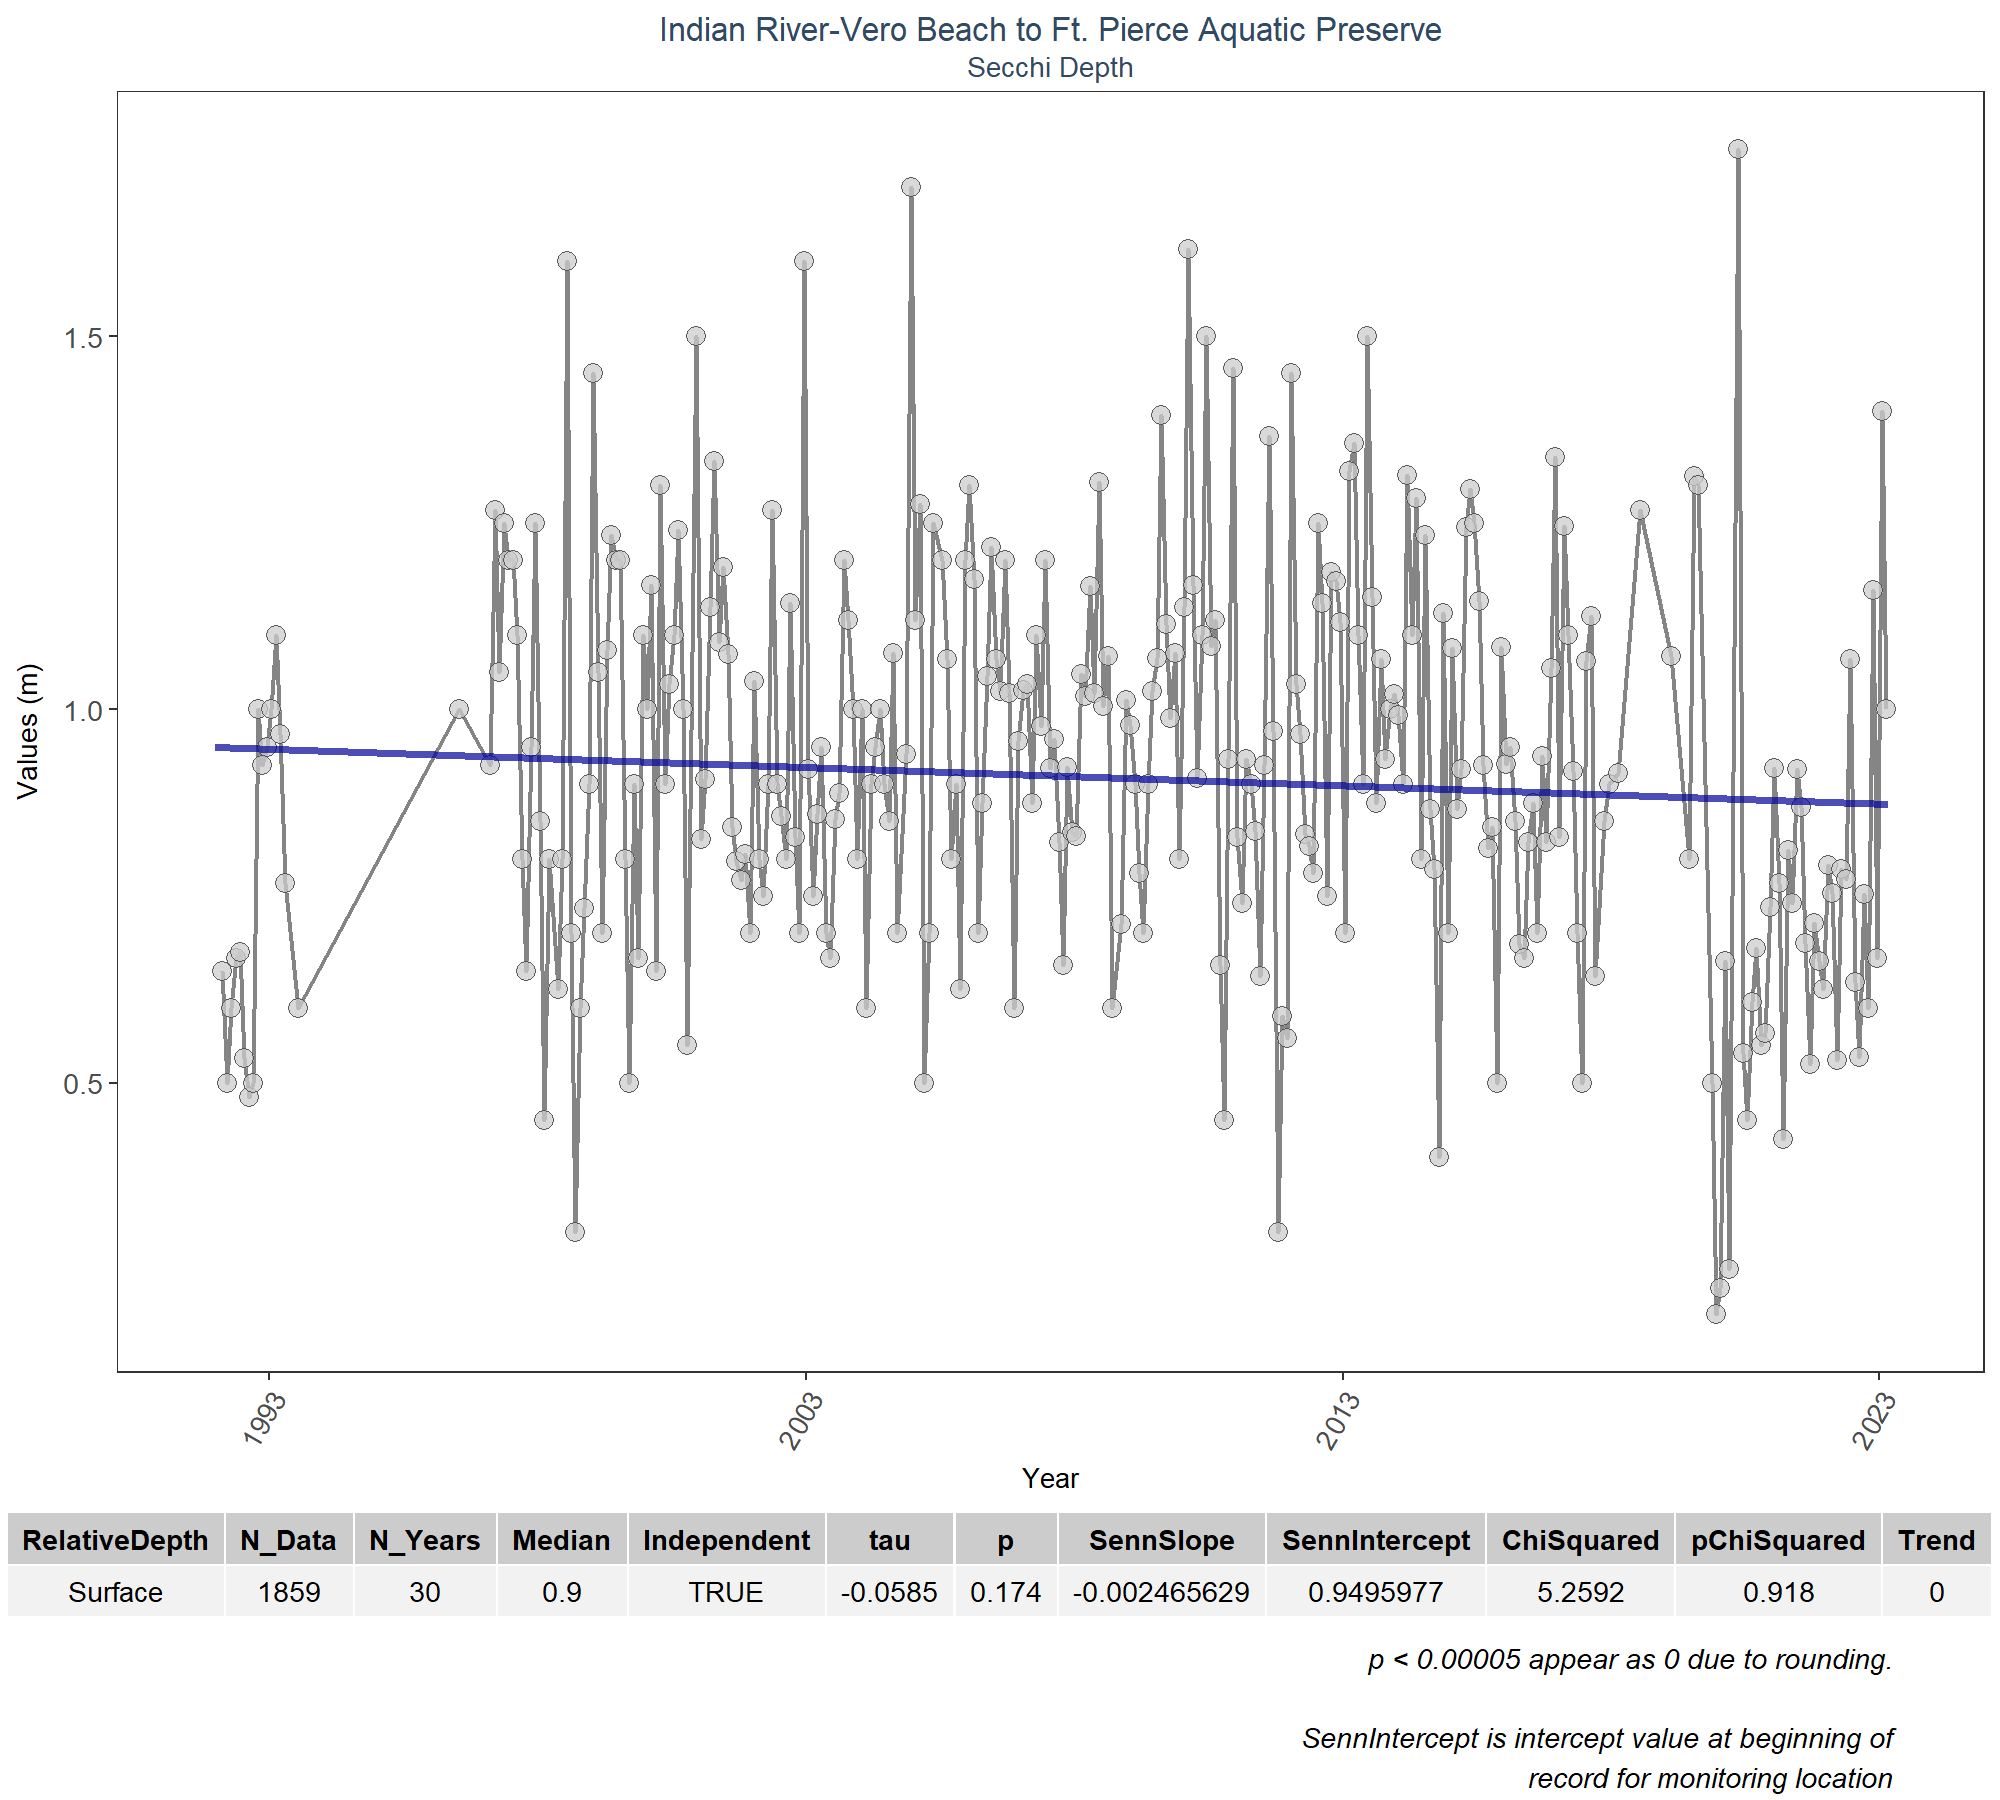 Indian River-Vero Beach to Ft. Pierce Aquatic Preserve
Secchi Depth
Values (m)
1.5
1.0
0.5
1993
2003
2013
2023
Year
RelativeDepth N_Data N_Years Median Independent tau p SennSlope SennIntercept ChiSquared pChiSquared Trend
Surface 1859 30 0.9 TRUE -0.0585 0.174 -0.002465629 0.9495977 5.2592 0.918 0
p < 0.00005 appear as 0 due to rounding.
SennIntercept is intercept value at beginning of
record for monitoring location